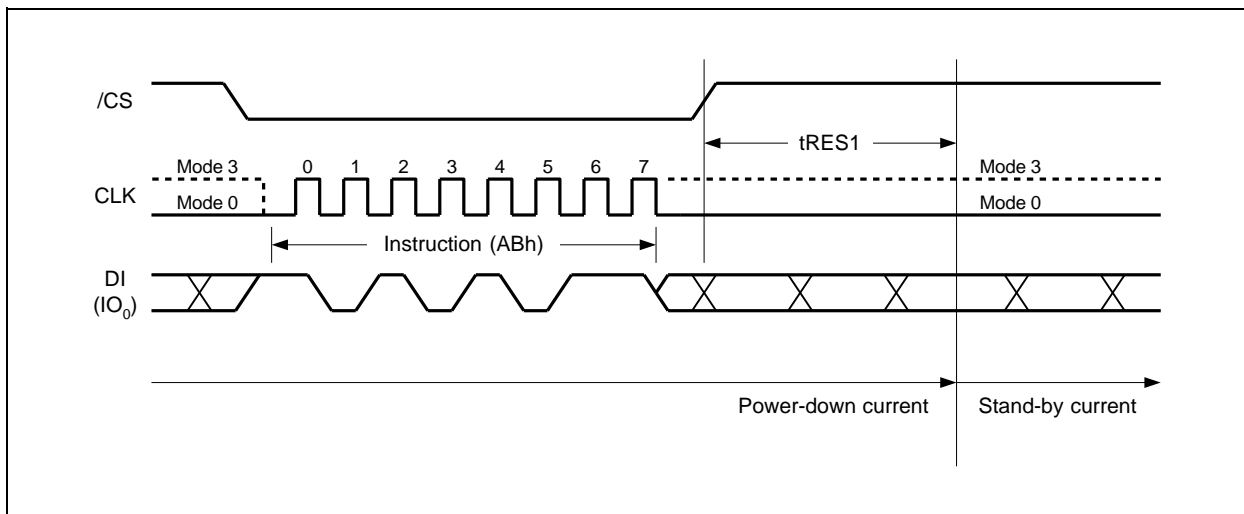 /CS
tRES1
Mode 3 0 1 2 3 4 5 6 7 Mode 3
CLK
Mode 0 Mode 0
Instruction (ABh)
DI
(IO₀)
Power-down current Stand-by current